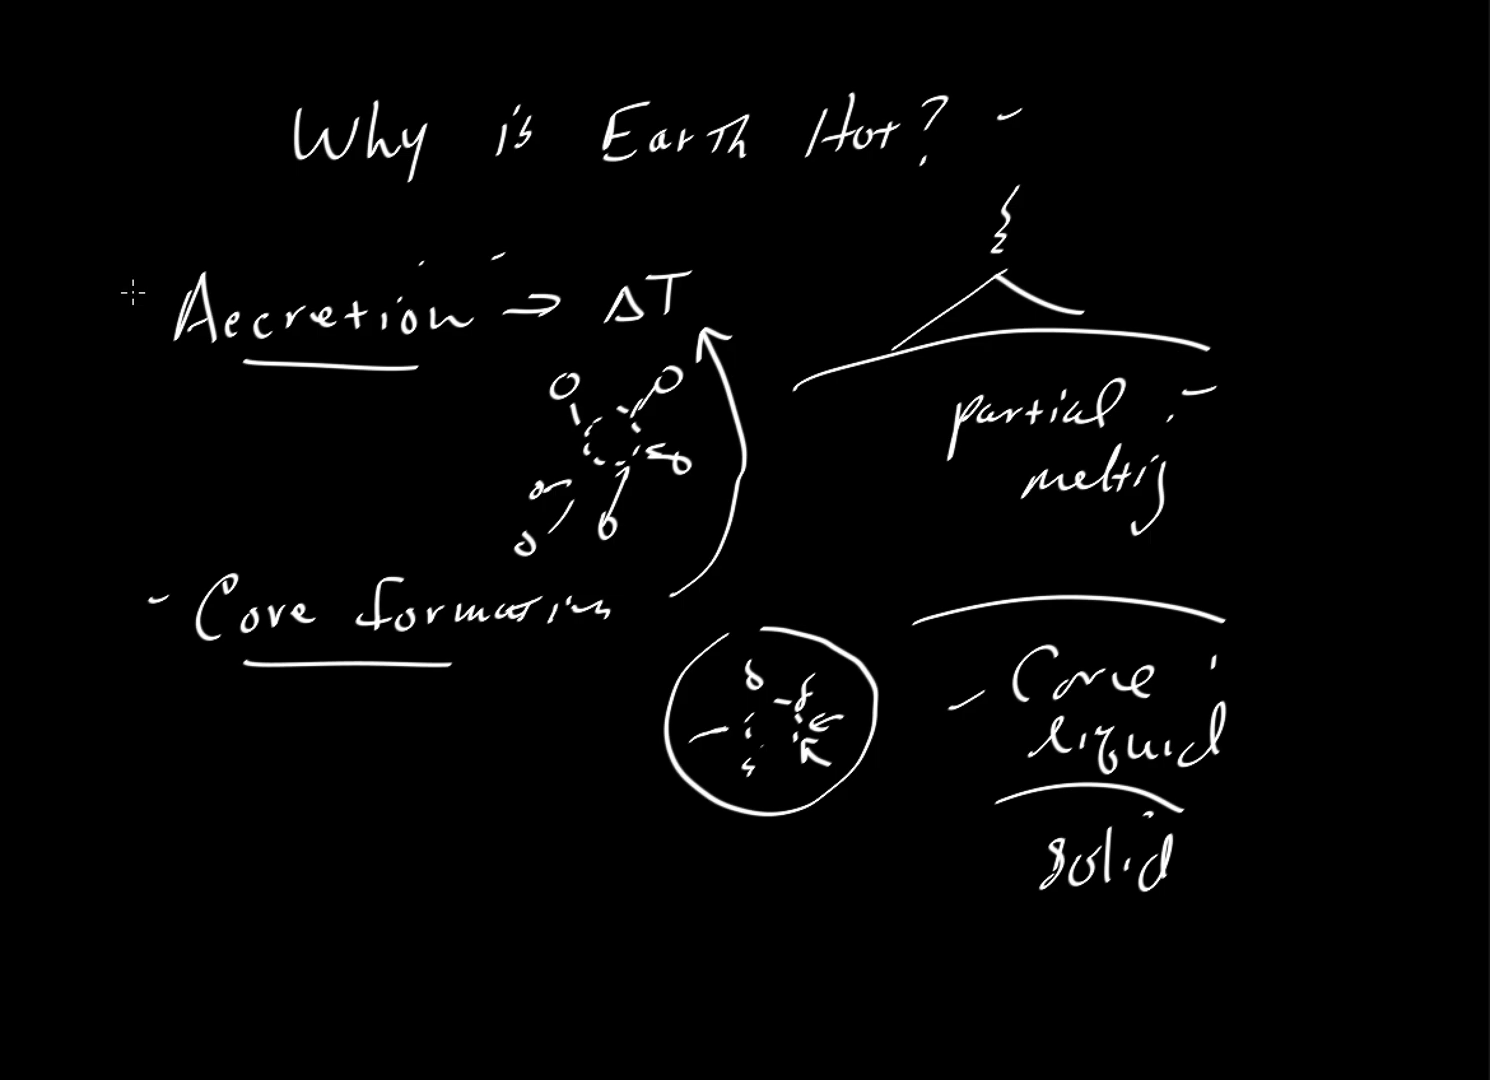 Why is Earth Hot?
Accretion → ΔT
partial
melting
Core formation
Core
liquid
solid